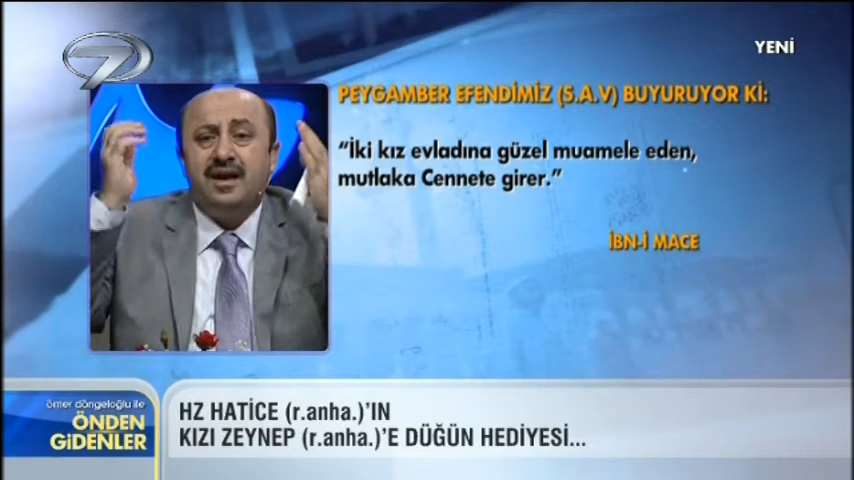 7
YENİ
PEYGAMBER EFENDİMİZ (S.A.V) BUYURUYOR Kİ:
“İki kız evladına güzel muamele eden,
mutlaka Cennete girer.”
İBN-İ MACE
ömer döngeloğlu ile
ÖNDEN
GİDENLER
HZ HATİCE (r.anha.)’IN
KIZI ZEYNEP (r.anha.)’E DÜĞÜN HEDİYESİ...